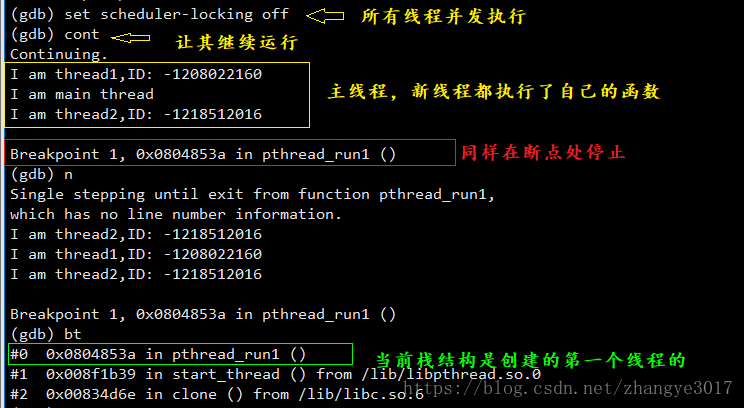 (gdb) set scheduler-locking off 所有线程并发执行
(gdb) cont 让其继续运行
Continuing.
I am thread1,ID: -1208022160
I am main thread 主线程，新线程都执行了自己的函数
I am thread2,ID: -1218512016
Breakpoint 1, 0x0804853a in pthread_run1 () 同样在断点处停止
(gdb) n
Single stepping until exit from function pthread_run1,
which has no line number information.
I am thread2,ID: -1218512016
I am thread1,ID: -1208022160
I am thread2,ID: -1218512016
Breakpoint 1, 0x0804853a in pthread_run1 ()
(gdb) bt
#0  0x0804853a in pthread_run1 () 当前栈结构是创建的第一个线程的
#1  0x008f1b39 in start_thread () from /lib/libpthread.so.0
#2  0x00834d6e in clone () from /lib/libc.so.6
https://blog.csdn.net/zhangye3017